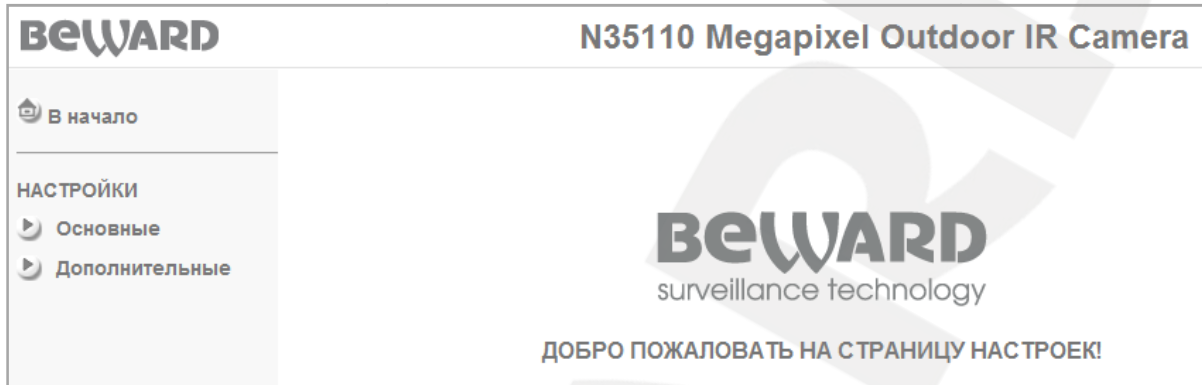 BEWARD
N35110 Megapixel Outdoor IR Camera
В начало
НАСТРОЙКИ
Основные
Дополнительные
BEWARD
surveillance technology
ДОБРО ПОЖАЛОВАТЬ НА СТРАНИЦУ НАСТРОЕК!